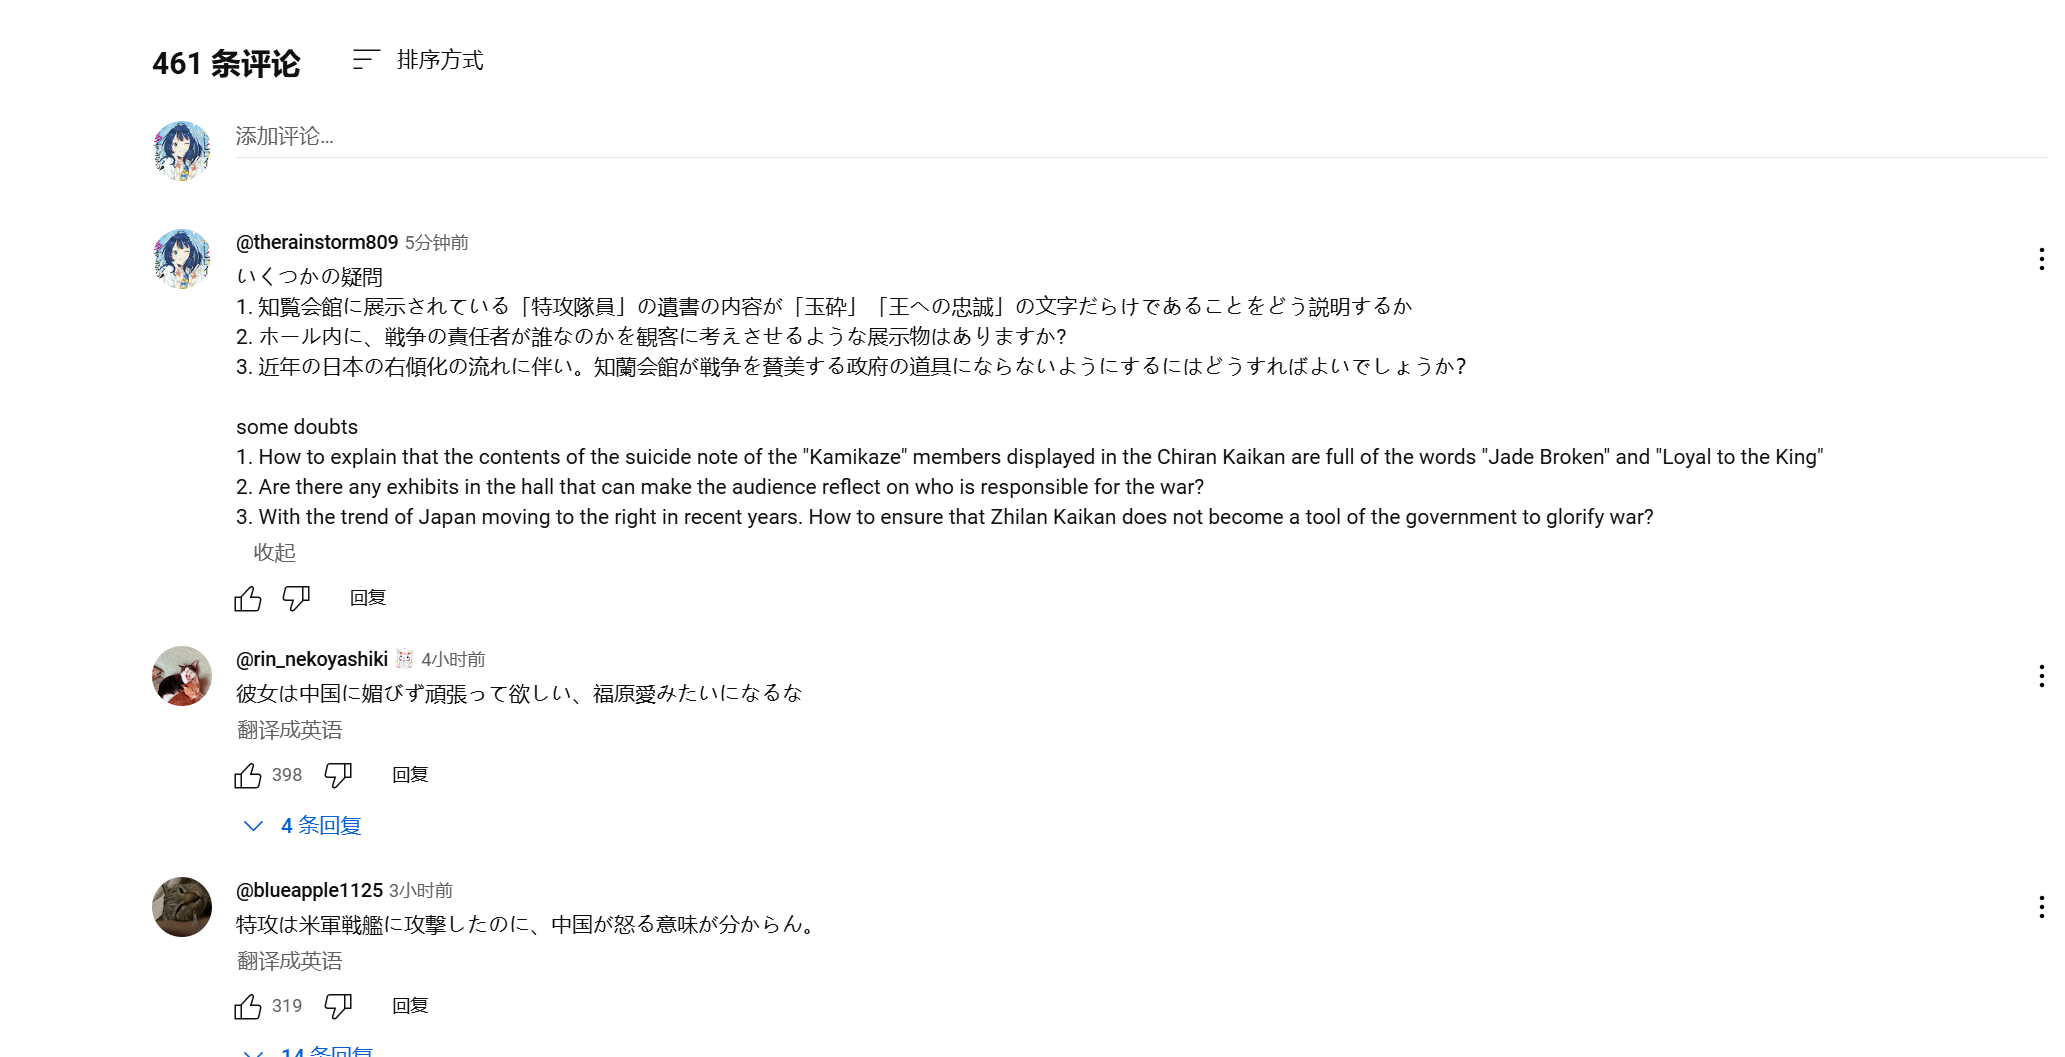 461 条评论
排序方式
添加评论...
@therainstorm809 5分钟前
いくつかの疑問
1. 知覧会館に展示されている「特攻隊員」の遺書の内容が「玉砕」「王への忠誠」の文字だらけであることをどう説明するか
2. ホール内に、戦争の責任者が誰なのかを観客に考えさせるような展示物はありますか?
3. 近年の日本の右傾化の流れに伴い。知蘭会館が戦争を賛美する政府の道具にならないようにするにはどうすればよいでしょうか?
some doubts
1. How to explain that the contents of the suicide note of the "Kamikaze" members displayed in the Chiran Kaikan are full of the words "Jade Broken" and "Loyal to the King"
2. Are there any exhibits in the hall that can make the audience reflect on who is responsible for the war?
3. With the trend of Japan moving to the right in recent years. How to ensure that Zhilan Kaikan does not become a tool of the government to glorify war?
收起
回复
@rin_nekoyashiki 4小时前
彼女は中国に媚びず頑張って欲しい、福原愛みたいになるな
翻译成英语
398 回复
4 条回复
@blueapple1125 3小时前
特攻は米軍戦艦に攻撃したのに、中国が怒る意味が分からん。
翻译成英语
319 回复
14 条回复